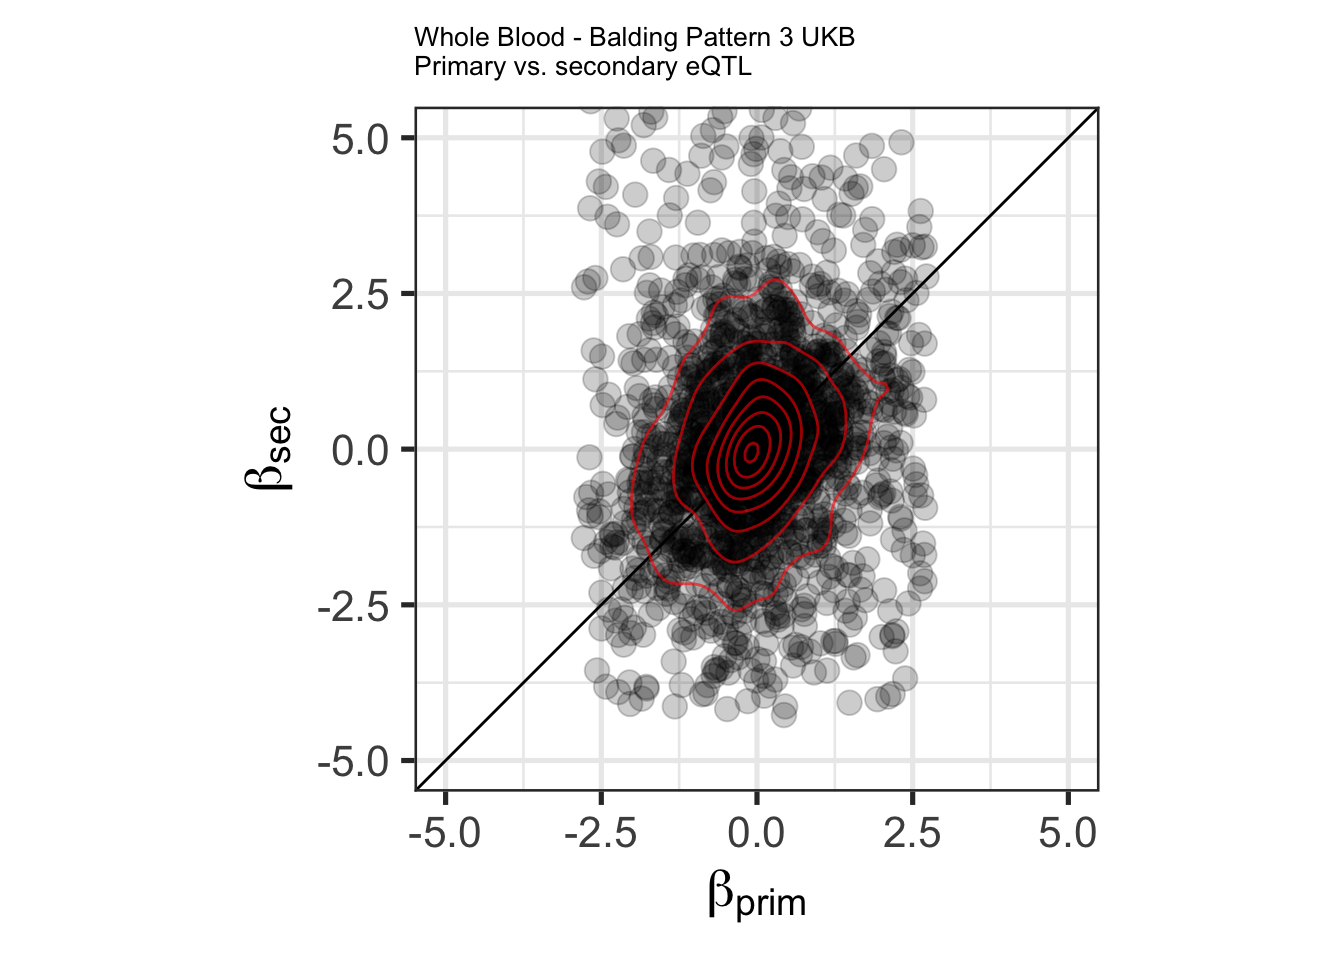 Whole Blood - Balding Pattern 3 UKB
Primary vs. secondary eQTL
5.0
2.5
0.0
-2.5
-5.0
βsec
-5.0 -2.5 0.0 2.5 5.0
βprim